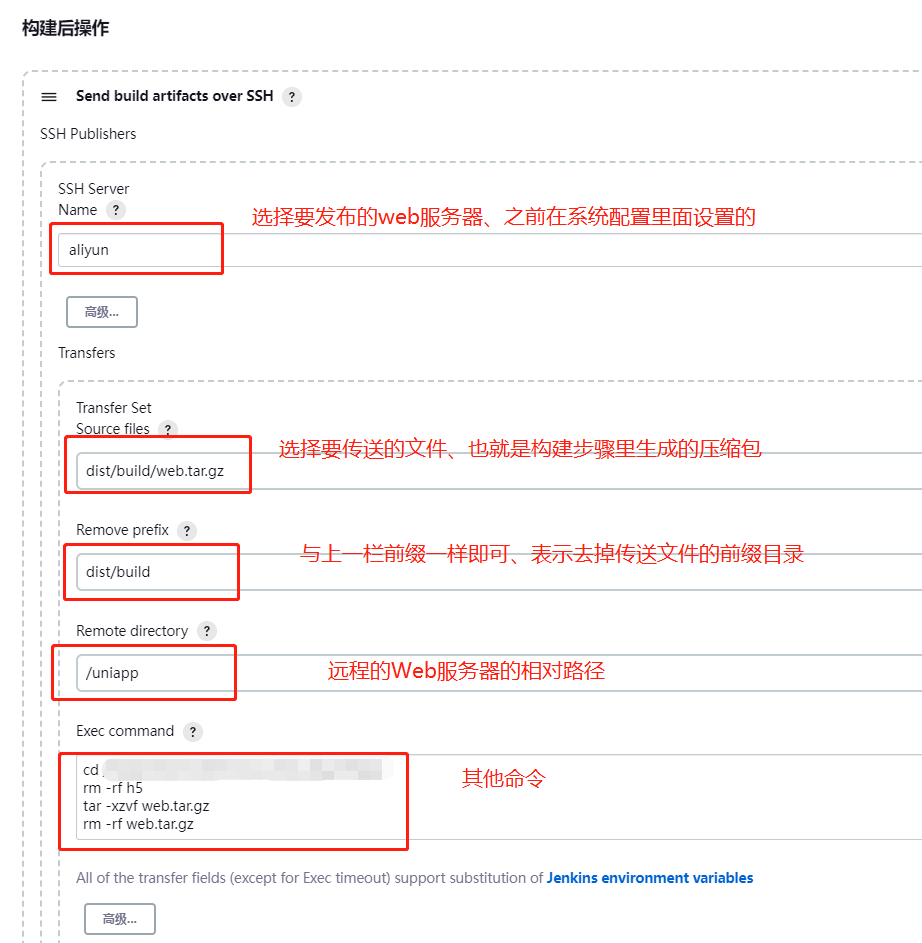 构建后操作
Send build artifacts over SSH ?
SSH Publishers
SSH Server
Name ?
选择要发布的web服务器、之前在系统配置里面设置的
aliyun
高级...
Transfers
Transfer Set
Source files ?
选择要传送的文件、也就是构建步骤里生成的压缩包
dist/build/web.tar.gz
Remove prefix ?
与上一栏前缀一样即可、表示去掉传送文件的前缀目录
dist/build
Remote directory ?
/uniapp
远程的Web服务器的相对路径
Exec command ?
cd
rm -rf h5
tar -xzvf web.tar.gz
rm -rf web.tar.gz
其他命令
All of the transfer fields (except for Exec timeout) support substitution of Jenkins environment variables
高级...